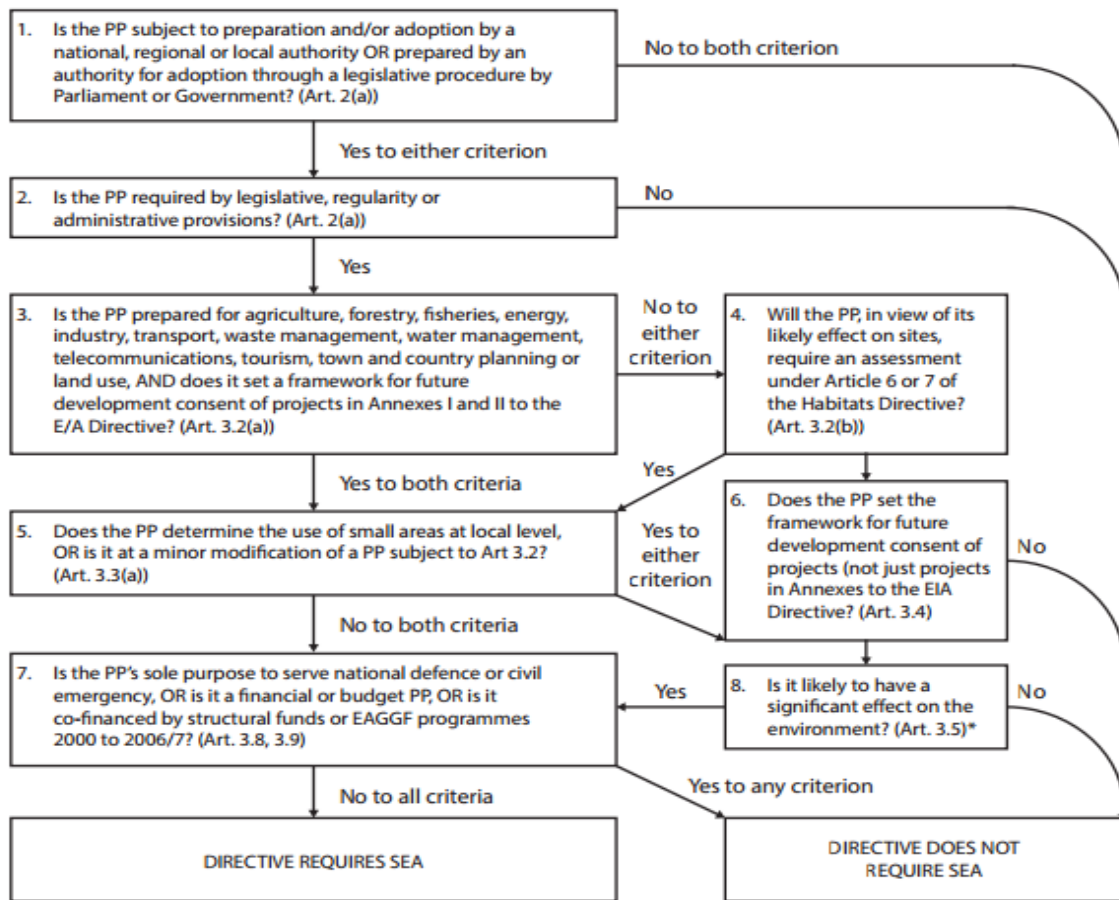 1. Is the PP subject to preparation and/or adoption by a
national, regional or local authority OR prepared by an
authority for adoption through a legislative procedure by
Parliament or Government? (Art. 2(a))
No to both criterion
Yes to either criterion
2. Is the PP required by legislative, regularity or
administrative provisions? (Art. 2(a))
No
Yes
3. Is the PP prepared for agriculture, forestry, fisheries, energy,
industry, transport, waste management, water management,
telecommunications, tourism, town and country planning or
land use, AND does it set a framework for future
development consent of projects in Annexes I and II to the
E/A Directive? (Art. 3.2(a))
No to
either
criterion
4. Will the PP, in view of its
likely effect on sites,
require an assessment
under Article 6 or 7 of
the Habitats Directive?
(Art. 3.2(b))
Yes to both criteria
Yes
5. Does the PP determine the use of small areas at local level,
OR is it at a minor modification of a PP subject to Art 3.2?
(Art. 3.3(a))
Yes to
either
criterion
6. Does the PP set the
framework for future
development consent of
projects (not just projects
in Annexes to the EIA
Directive? (Art. 3.4)
No
No to both criteria
7. Is the PP's sole purpose to serve national defence or civil
emergency, OR is it a financial or budget PP, OR is it
co-financed by structural funds or EAGGF programmes
2000 to 2006/7? (Art. 3.8, 3.9)
Yes
8. Is it likely to have a
significant effect on the
environment? (Art. 3.5)*
No
No to all criteria
Yes to any criterion
DIRECTIVE REQUIRES SEA
DIRECTIVE DOES NOT
REQUIRE SEA